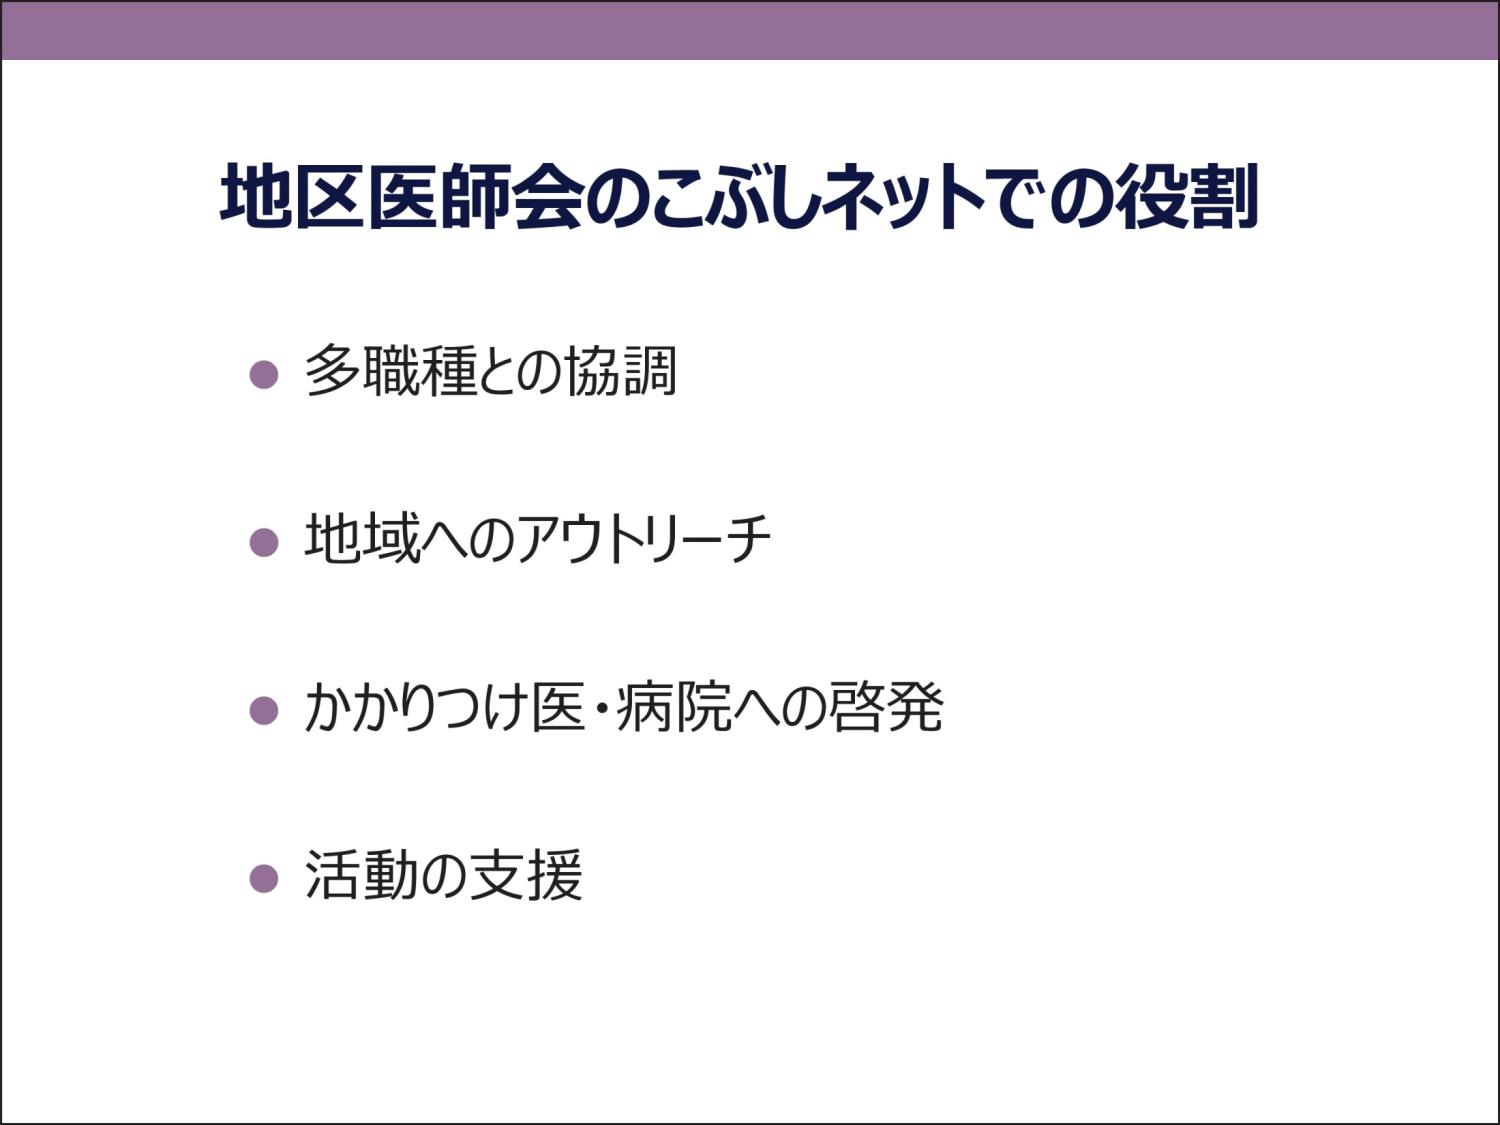 地区医師会のこぶしネットでの役割
● 多職種との協調
● 地域へのアウトリーチ
● かかりつけ医・病院への啓発
● 活動の支援